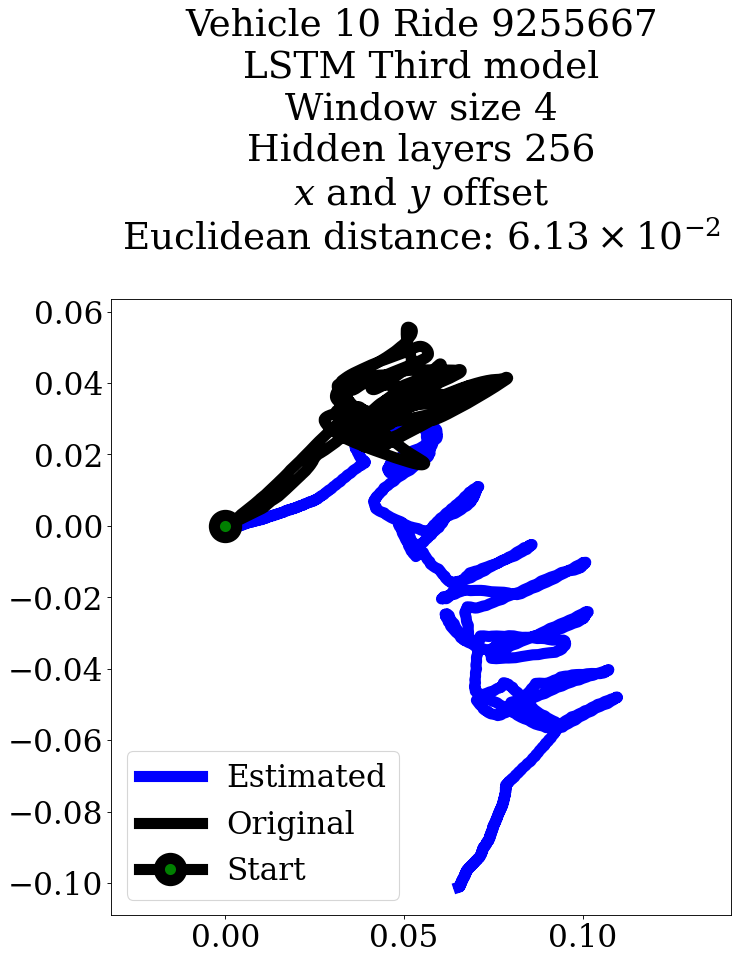 Vehicle 10 Ride 9255667
LSTM Third model
Window size 4
Hidden layers 256
x and y offset
Euclidean distance: 6.13 × 10⁻²
0.06
0.04
0.02
0.00
−0.02
−0.04
−0.06
−0.08
−0.10
Estimated
Original
Start
0.00 0.05 0.10